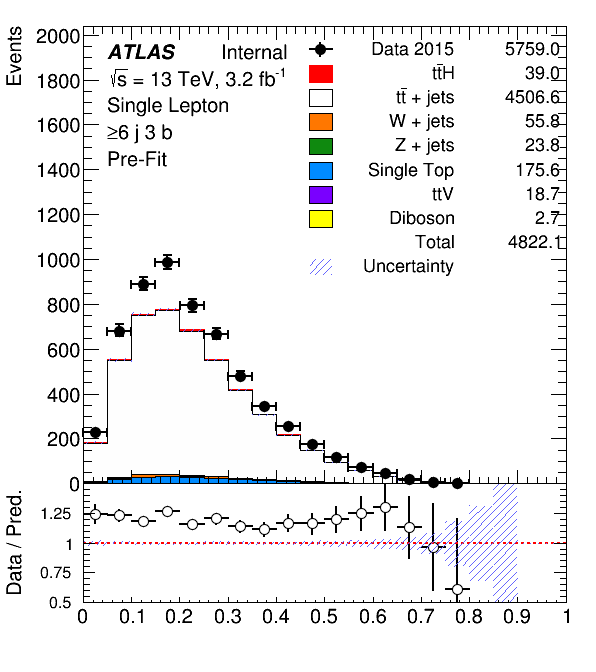 ATLAS Internal
√s = 13 TeV, 3.2 fb⁻¹
Single Lepton
≥6 j 3 b
Pre-Fit
Data 2015 5759.0
tt̄H 39.0
tt̄ + jets 4506.6
W + jets 55.8
Z + jets 23.8
Single Top 175.6
ttV 18.7
Diboson 2.7
Total 4822.1
Uncertainty
Events
2000
1800
1600
1400
1200
1000
800
600
400
200
0
Data / Pred.
1.25
1
0.75
0.5
0 0.1 0.2 0.3 0.4 0.5 0.6 0.7 0.8 0.9 1